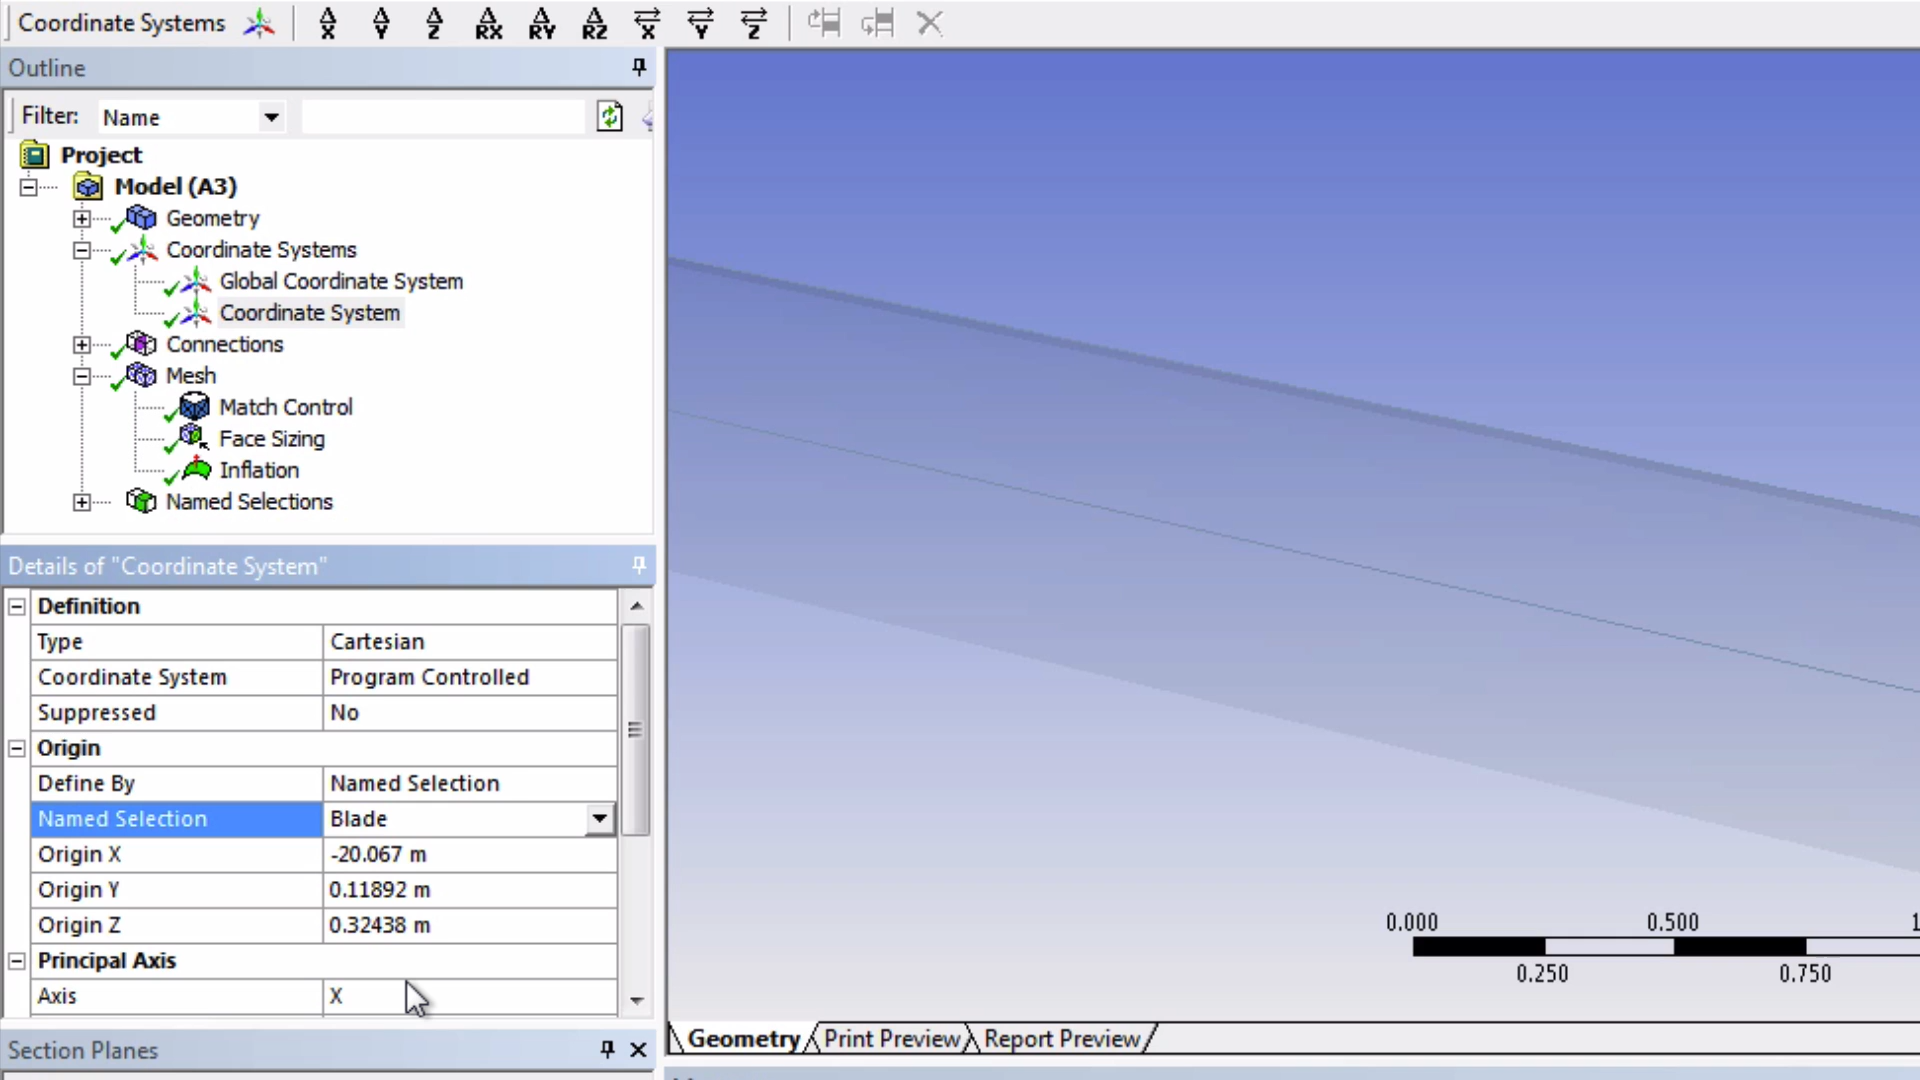 Coordinate Systems
X Y Z RX RY RZ X Y Z
Outline
Filter: Name
Project
Model (A3)
Geometry
Coordinate Systems
Global Coordinate System
Coordinate System
Connections
Mesh
Match Control
Face Sizing
Inflation
Named Selections
Details of "Coordinate System"
Definition
Type Cartesian
Coordinate System Program Controlled
Suppressed No
Origin
Define By Named Selection
Named Selection Blade
Origin X -20.067 m
Origin Y 0.11892 m
Origin Z 0.32438 m
Principal Axis
Axis X
Section Planes
0.000 0.500 1
0.250 0.750
Geometry Print Preview Report Preview